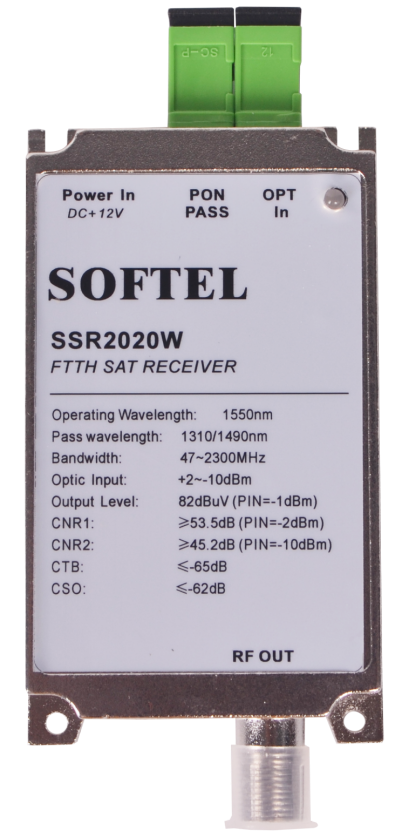 SC-P 12
Power In PON OPT
DC+12V PASS In
SOFTEL
SSR2020W
FTTH SAT RECEIVER
Operating Wavelength: 1550nm
Pass wavelength: 1310/1490nm
Bandwidth: 47~2300MHz
Optic Input: +2~-10dBm
Output Level: 82dBuV (PIN=-1dBm)
CNR1: ≥53.5dB (PIN=-2dBm)
CNR2: ≥45.2dB (PIN=-10dBm)
CTB: ≤-65dB
CSO: ≤-62dB
RF OUT